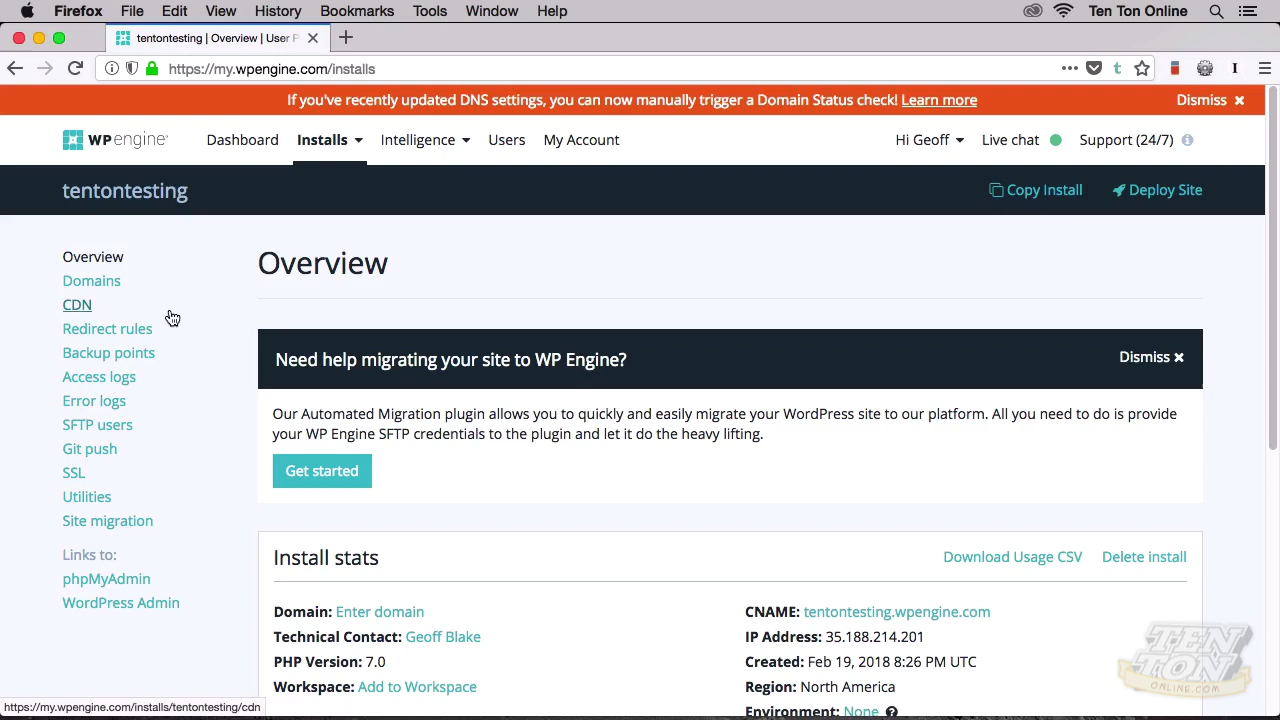 Firefox File Edit View History Bookmarks Tools Window Help Ten Ton Online
tentontesting | Overview | User P
https://my.wpengine.com/installs
If you've recently updated DNS settings, you can now manually trigger a Domain Status check! Learn more Dismiss ×
WPengine Dashboard Installs Intelligence Users My Account Hi Geoff Live chat Support (24/7)
tentontesting Copy Install Deploy Site
Overview
Domains
CDN
Redirect rules
Backup points
Access logs
Error logs
SFTP users
Git push
SSL
Utilities
Site migration
Links to:
phpMyAdmin
WordPress Admin
Overview
Need help migrating your site to WP Engine? Dismiss ×
Our Automated Migration plugin allows you to quickly and easily migrate your WordPress site to our platform. All you need to do is provide
your WP Engine SFTP credentials to the plugin and let it do the heavy lifting.
Get started
Install stats Download Usage CSV Delete install
Domain: Enter domain
Technical Contact: Geoff Blake
PHP Version: 7.0
Workspace: Add to Workspace
CNAME: tentontesting.wpengine.com
IP Address: 35.188.214.201
Created: Feb 19, 2018 8:26 PM UTC
Region: North America
Environment: None ?
https://my.wpengine.com/installs/tentontesting/cdn
TEN
TON
ONLINE.COM